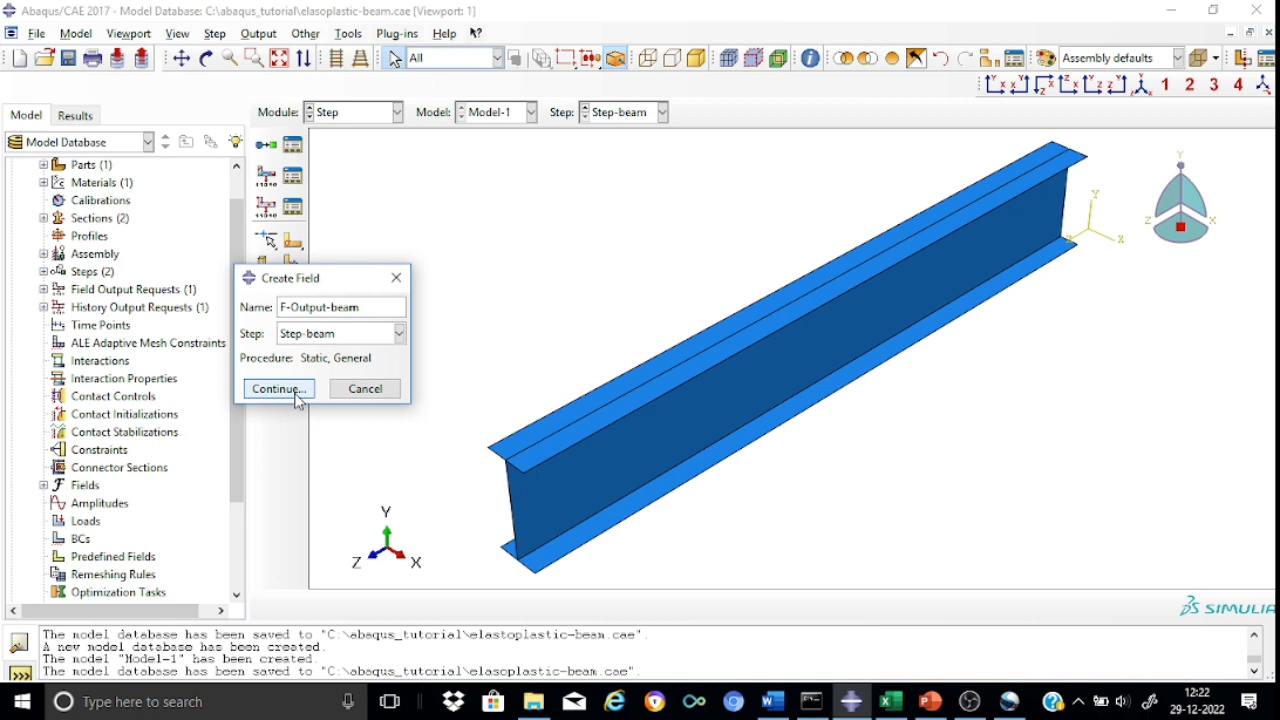 Abaqus/CAE 2017 - Model Database: C:\abaqus_tutorial\elasoplastic-beam.cae [Viewport: 1]
File Model Viewport View Step Output Other Tools Plug-ins Help
All Assembly defaults
1 2 3 4
Model Results Module: Step Model: Model-1 Step: Step-beam
Model Database
Parts (1)
Materials (1)
Calibrations
Sections (2)
Profiles
Assembly
Steps (2)
Field Output Requests (1)
History Output Requests (1)
Time Points
ALE Adaptive Mesh Constraints
Interactions
Interaction Properties
Contact Controls
Contact Initializations
Contact Stabilizations
Constraints
Connector Sections
Fields
Amplitudes
Loads
BCs
Predefined Fields
Remeshing Rules
Optimization Tasks
Create Field
Name: F-Output-beam
Step: Step-beam
Procedure: Static, General
Continue... Cancel
Y
Z X
Y
X
Y
Z X
SIMULIA
The model database has been saved to "C:\abaqus_tutorial\elastoplastic-beam.cae".
A new model database has been created.
The model "Model-1" has been created.
The model database has been saved to "C:\abaqus_tutorial\elasoplastic-beam.cae".
Type here to search
12:22
29-12-2022